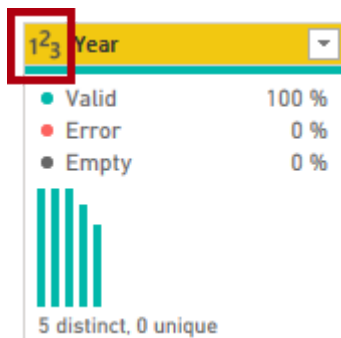 1²3 Year
Valid 100 %
Error 0 %
Empty 0 %
5 distinct, 0 unique